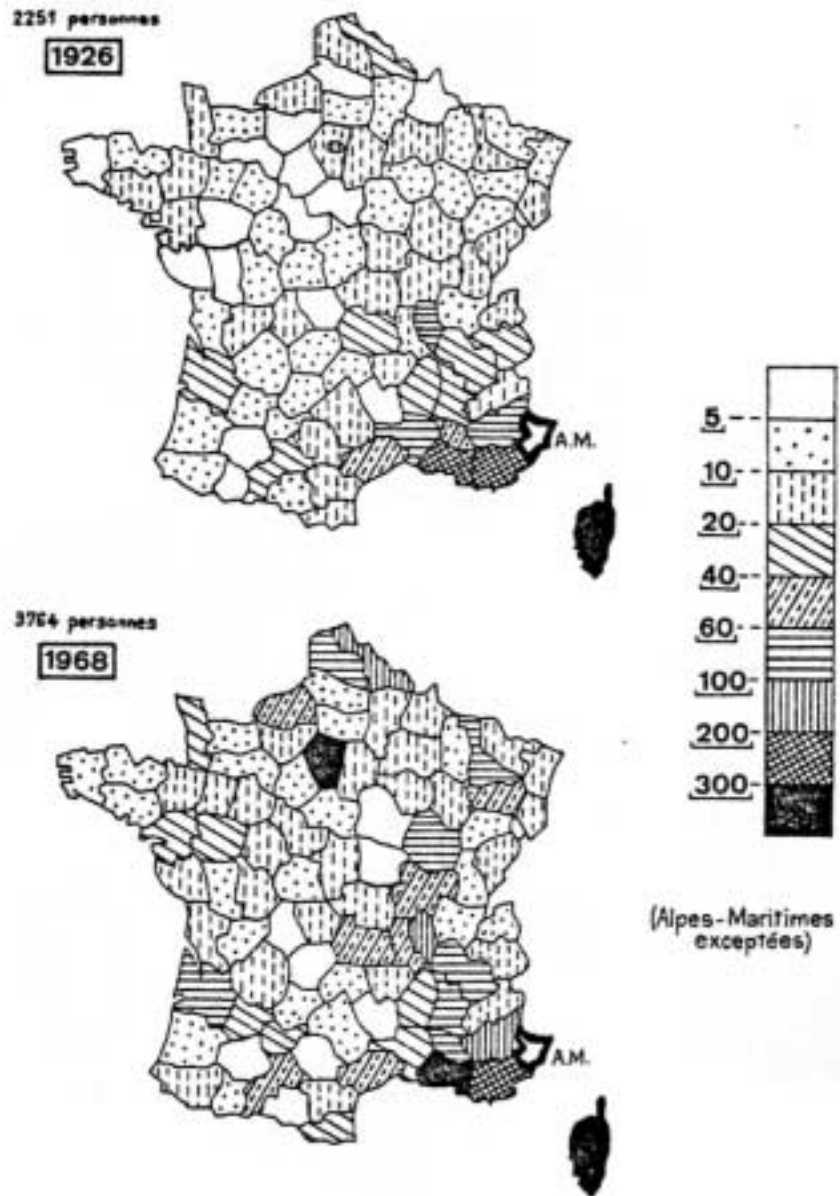 2251 personnes
1926
A.M.
5
10
20
40
60
100
200
300
3764 personnes
1968
(Alpes-Maritimes
exceptées)
A.M.